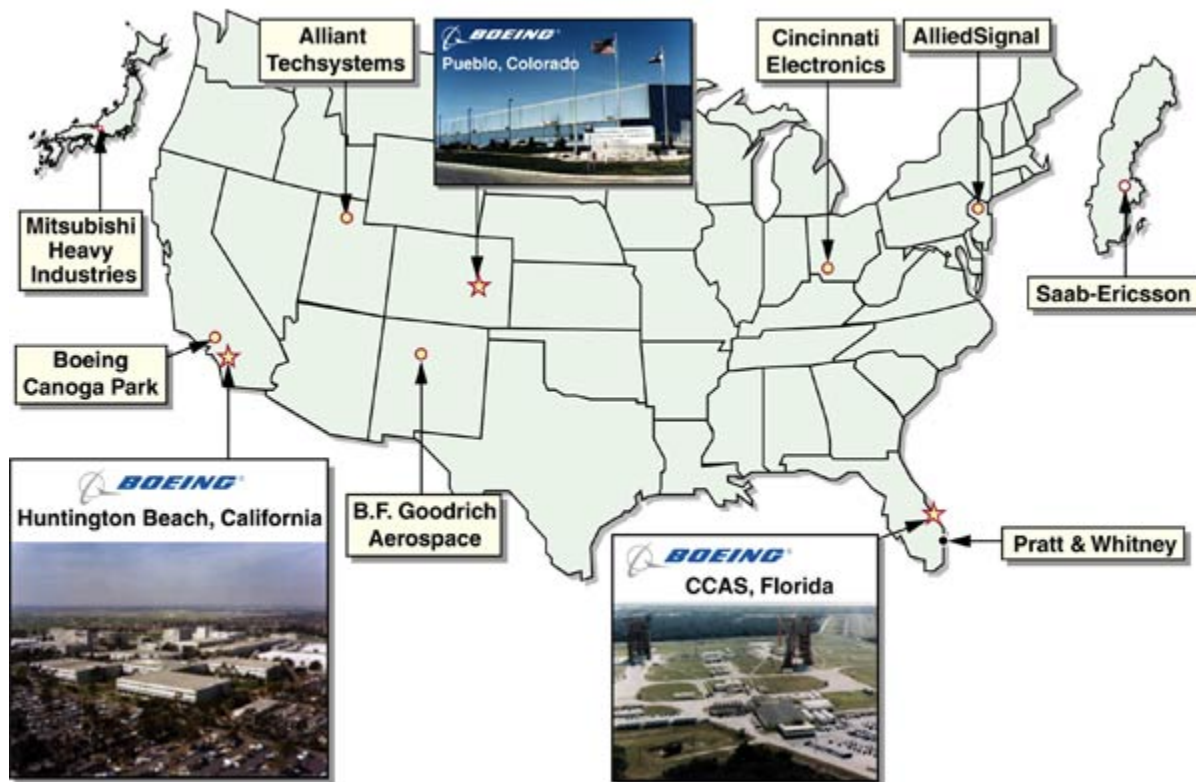 Alliant
Techsystems
BOEING®
Pueblo, Colorado
Cincinnati
Electronics
AlliedSignal
Mitsubishi
Heavy
Industries
Saab-Ericsson
Boeing
Canoga Park
BOEING®
Huntington Beach, California
B.F. Goodrich
Aerospace
BOEING®
CCAS, Florida
Pratt & Whitney